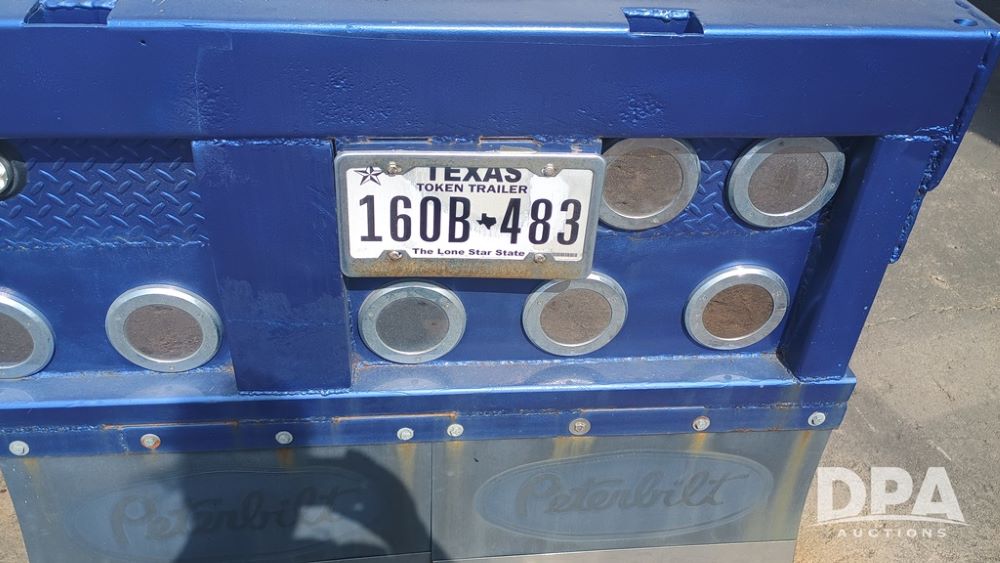 TEXAS
TOKEN TRAILER
160B 483
The Lone Star State
Peterbilt
Peterbilt
DPA
AUCTIONS